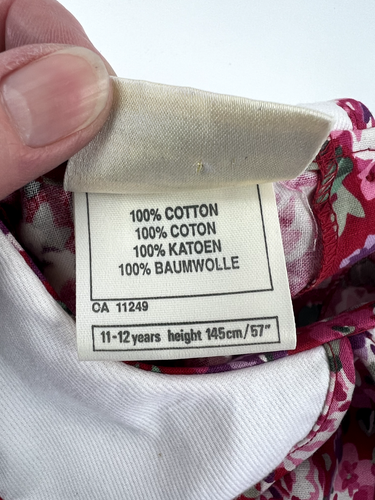 100% COTTON
100% COTON
100% KATOEN
100% BAUMWOLLE
CA 11249
11-12 years height 145cm/57"